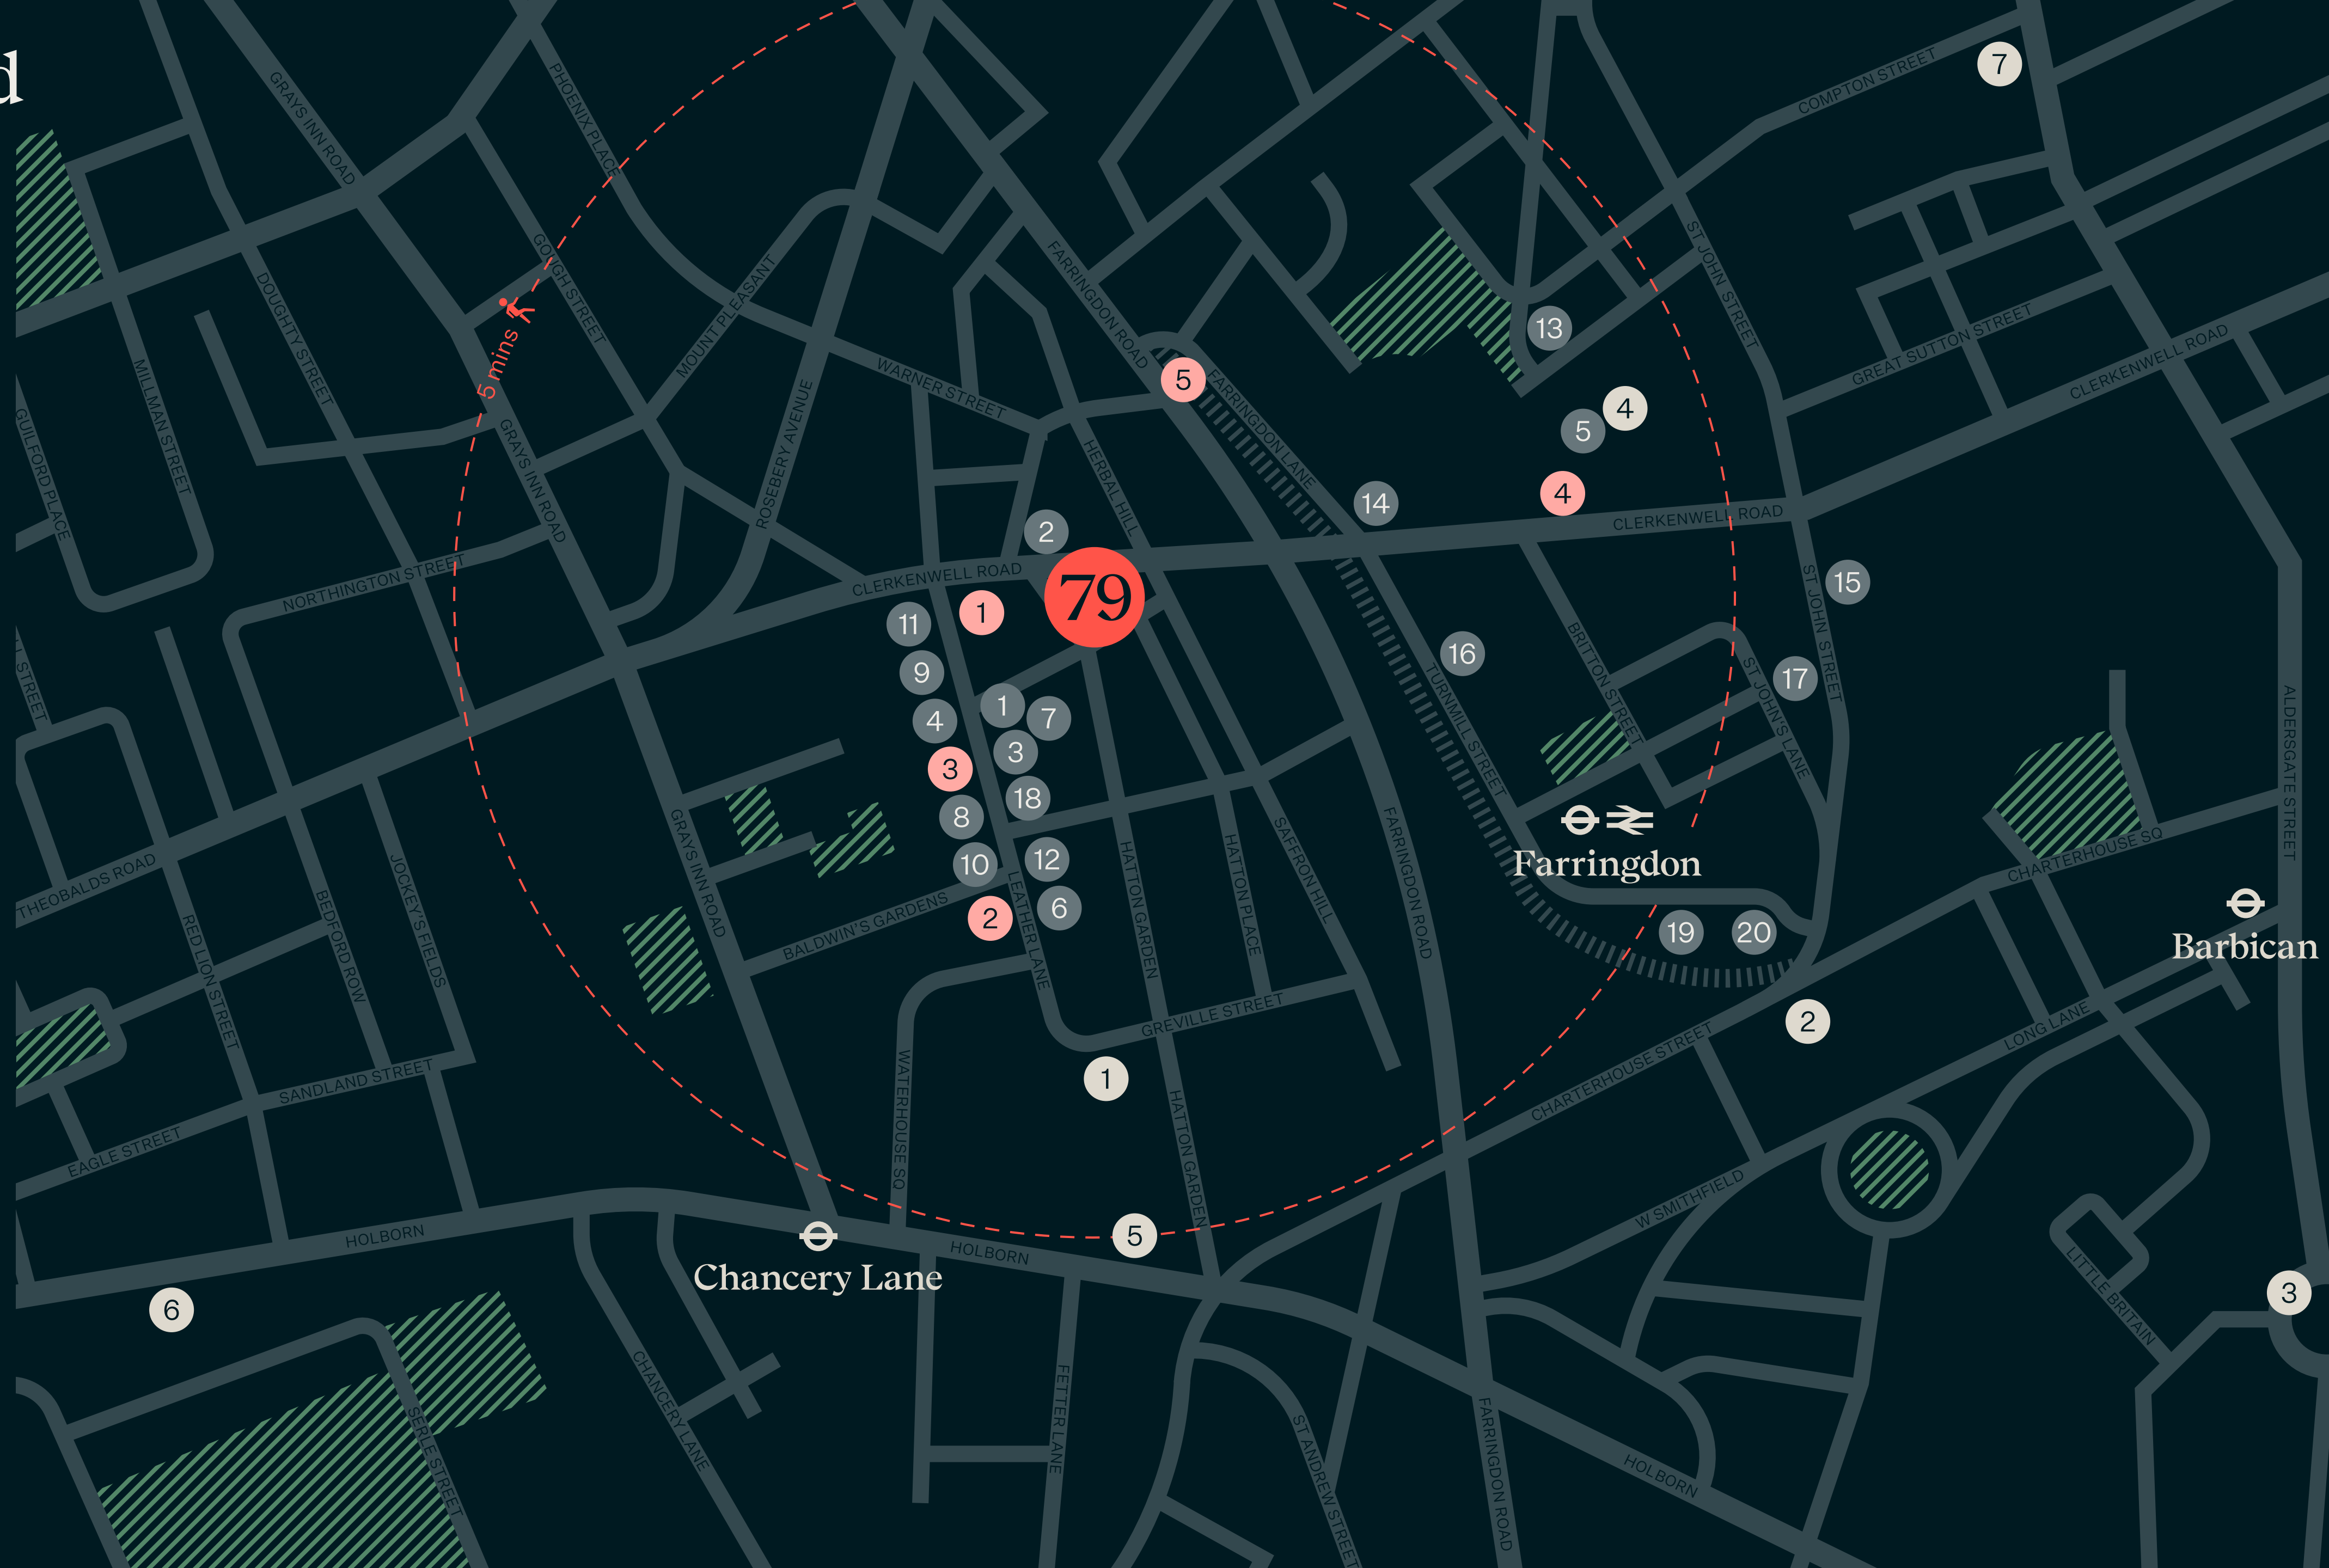 d
GRAYS INN ROAD
PHOENIX PLACE
COMPTON STREET
7
GOUGH STREET
FARRINGDON ROAD
ST JOHN STREET
DOUGHTY STREET
MOUNT PLEASANT
5 mins
13
GREAT SUTTON STREET
CLERKENWELL ROAD
MILLMAN STREET
WARNER STREET
5
FARRINGDON LANE
4
5
GUILFORD PLACE
GRAYS INN ROAD
ROSEBERY AVENUE
HERBAL HILL
4
14
CLERKENWELL ROAD
2
NORTHINGTON STREET
CLERKENWELL ROAD
79
ST JOHN STREET
15
11
1
16
BRITTON STREET
9
TURNMILL STREET
ST JOHN'S LANE
17
1
7
4
3
3
18
8
12
10
6
2
Farringdon
ALDERSGATE STREET
CHARTERHOUSE SQ
THEOBALDS ROAD
JOCKEY'S FIELDS
GRAYS INN ROAD
HATTON GARDEN
HATTON PLACE
SAFFRON HILL
FARRINGDON ROAD
BALDWIN'S GARDENS
LEATHER LANE
19
20
Barbican
RED LION STREET
BEDFORD ROW
GREVILLE STREET
2
LONG LANE
SANDLAND STREET
WATERHOUSE SQ
1
CHARTERHOUSE STREET
EAGLE STREET
HATTON GARDEN
W SMITHFIELD
HOLBORN
5
HOLBORN
Chancery Lane
6
LITTLE BRITAIN
3
CHANCERY LANE
FETTER LANE
SERLE STREET
ST ANDREW STREET
FARRINGDON ROAD
HOLBORN